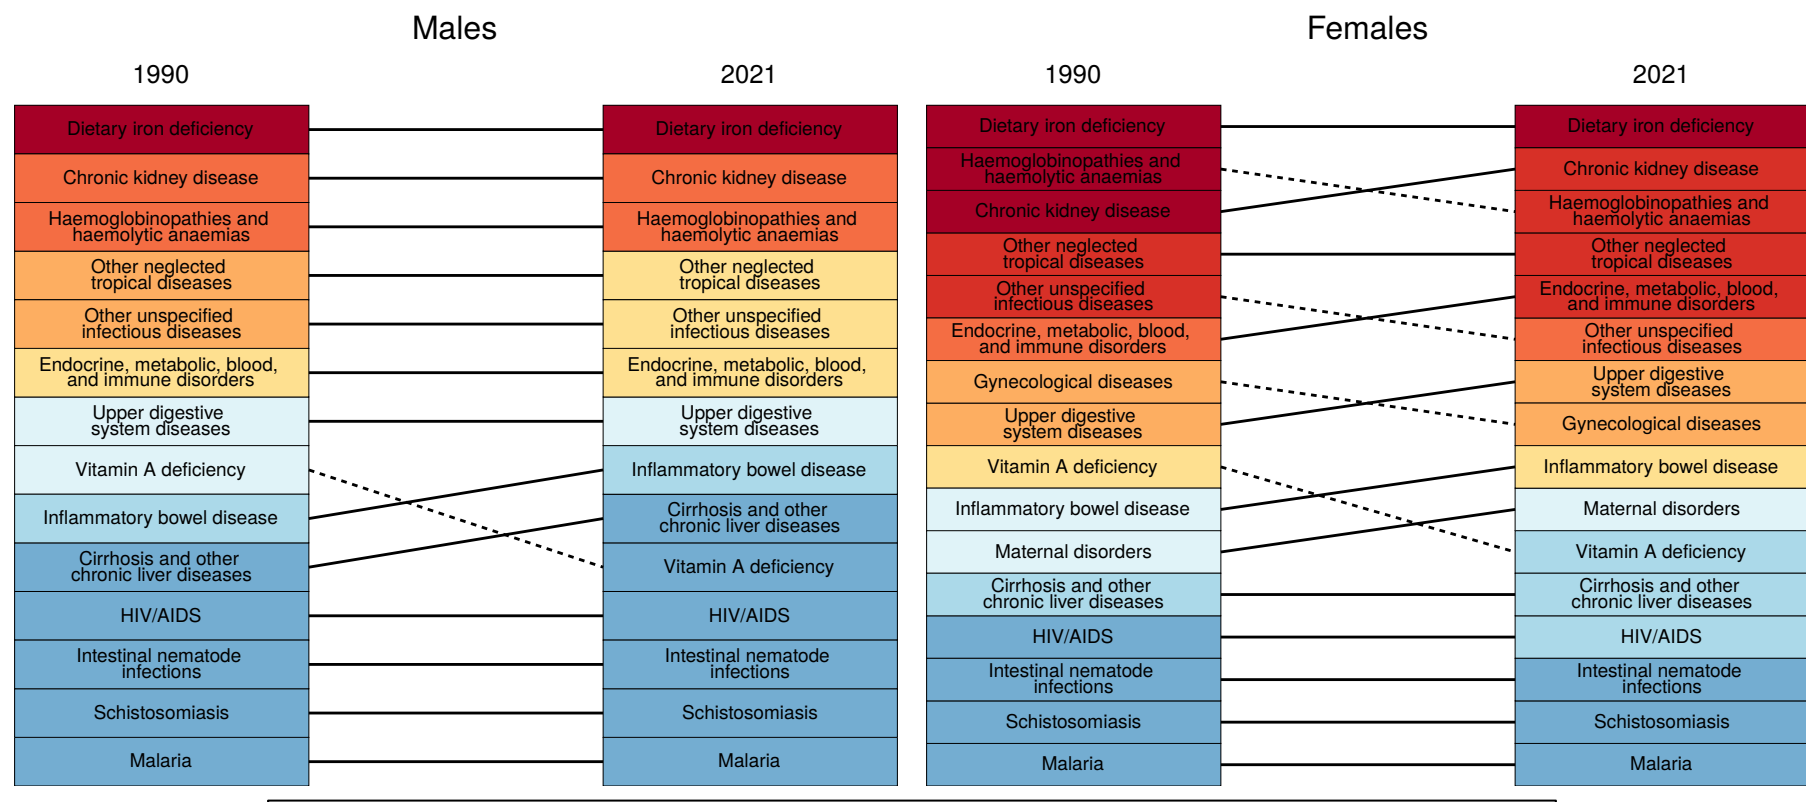 Males
1990
2021
Dietary iron deficiency
Chronic kidney disease
Haemoglobinopathies and
haemolytic anaemias
Other neglected
tropical diseases
Other unspecified
infectious diseases
Endocrine, metabolic, blood,
and immune disorders
Upper digestive
system diseases
Vitamin A deficiency
Inflammatory bowel disease
Cirrhosis and other
chronic liver diseases
HIV/AIDS
Intestinal nematode
infections
Schistosomiasis
Malaria
Dietary iron deficiency
Chronic kidney disease
Haemoglobinopathies and
haemolytic anaemias
Other neglected
tropical diseases
Other unspecified
infectious diseases
Endocrine, metabolic, blood,
and immune disorders
Upper digestive
system diseases
Inflammatory bowel disease
Cirrhosis and other
chronic liver diseases
Vitamin A deficiency
HIV/AIDS
Intestinal nematode
infections
Schistosomiasis
Malaria
Females
1990
2021
Dietary iron deficiency
Haemoglobinopathies and
haemolytic anaemias
Chronic kidney disease
Other neglected
tropical diseases
Other unspecified
infectious diseases
Endocrine, metabolic, blood,
and immune disorders
Gynecological diseases
Upper digestive
system diseases
Vitamin A deficiency
Inflammatory bowel disease
Maternal disorders
Cirrhosis and other
chronic liver diseases
HIV/AIDS
Intestinal nematode
infections
Schistosomiasis
Malaria
Dietary iron deficiency
Chronic kidney disease
Haemoglobinopathies and
haemolytic anaemias
Other neglected
tropical diseases
Endocrine, metabolic, blood,
and immune disorders
Other unspecified
infectious diseases
Upper digestive
system diseases
Gynecological diseases
Inflammatory bowel disease
Maternal disorders
Vitamin A deficiency
Cirrhosis and other
chronic liver diseases
HIV/AIDS
Intestinal nematode
infections
Schistosomiasis
Malaria